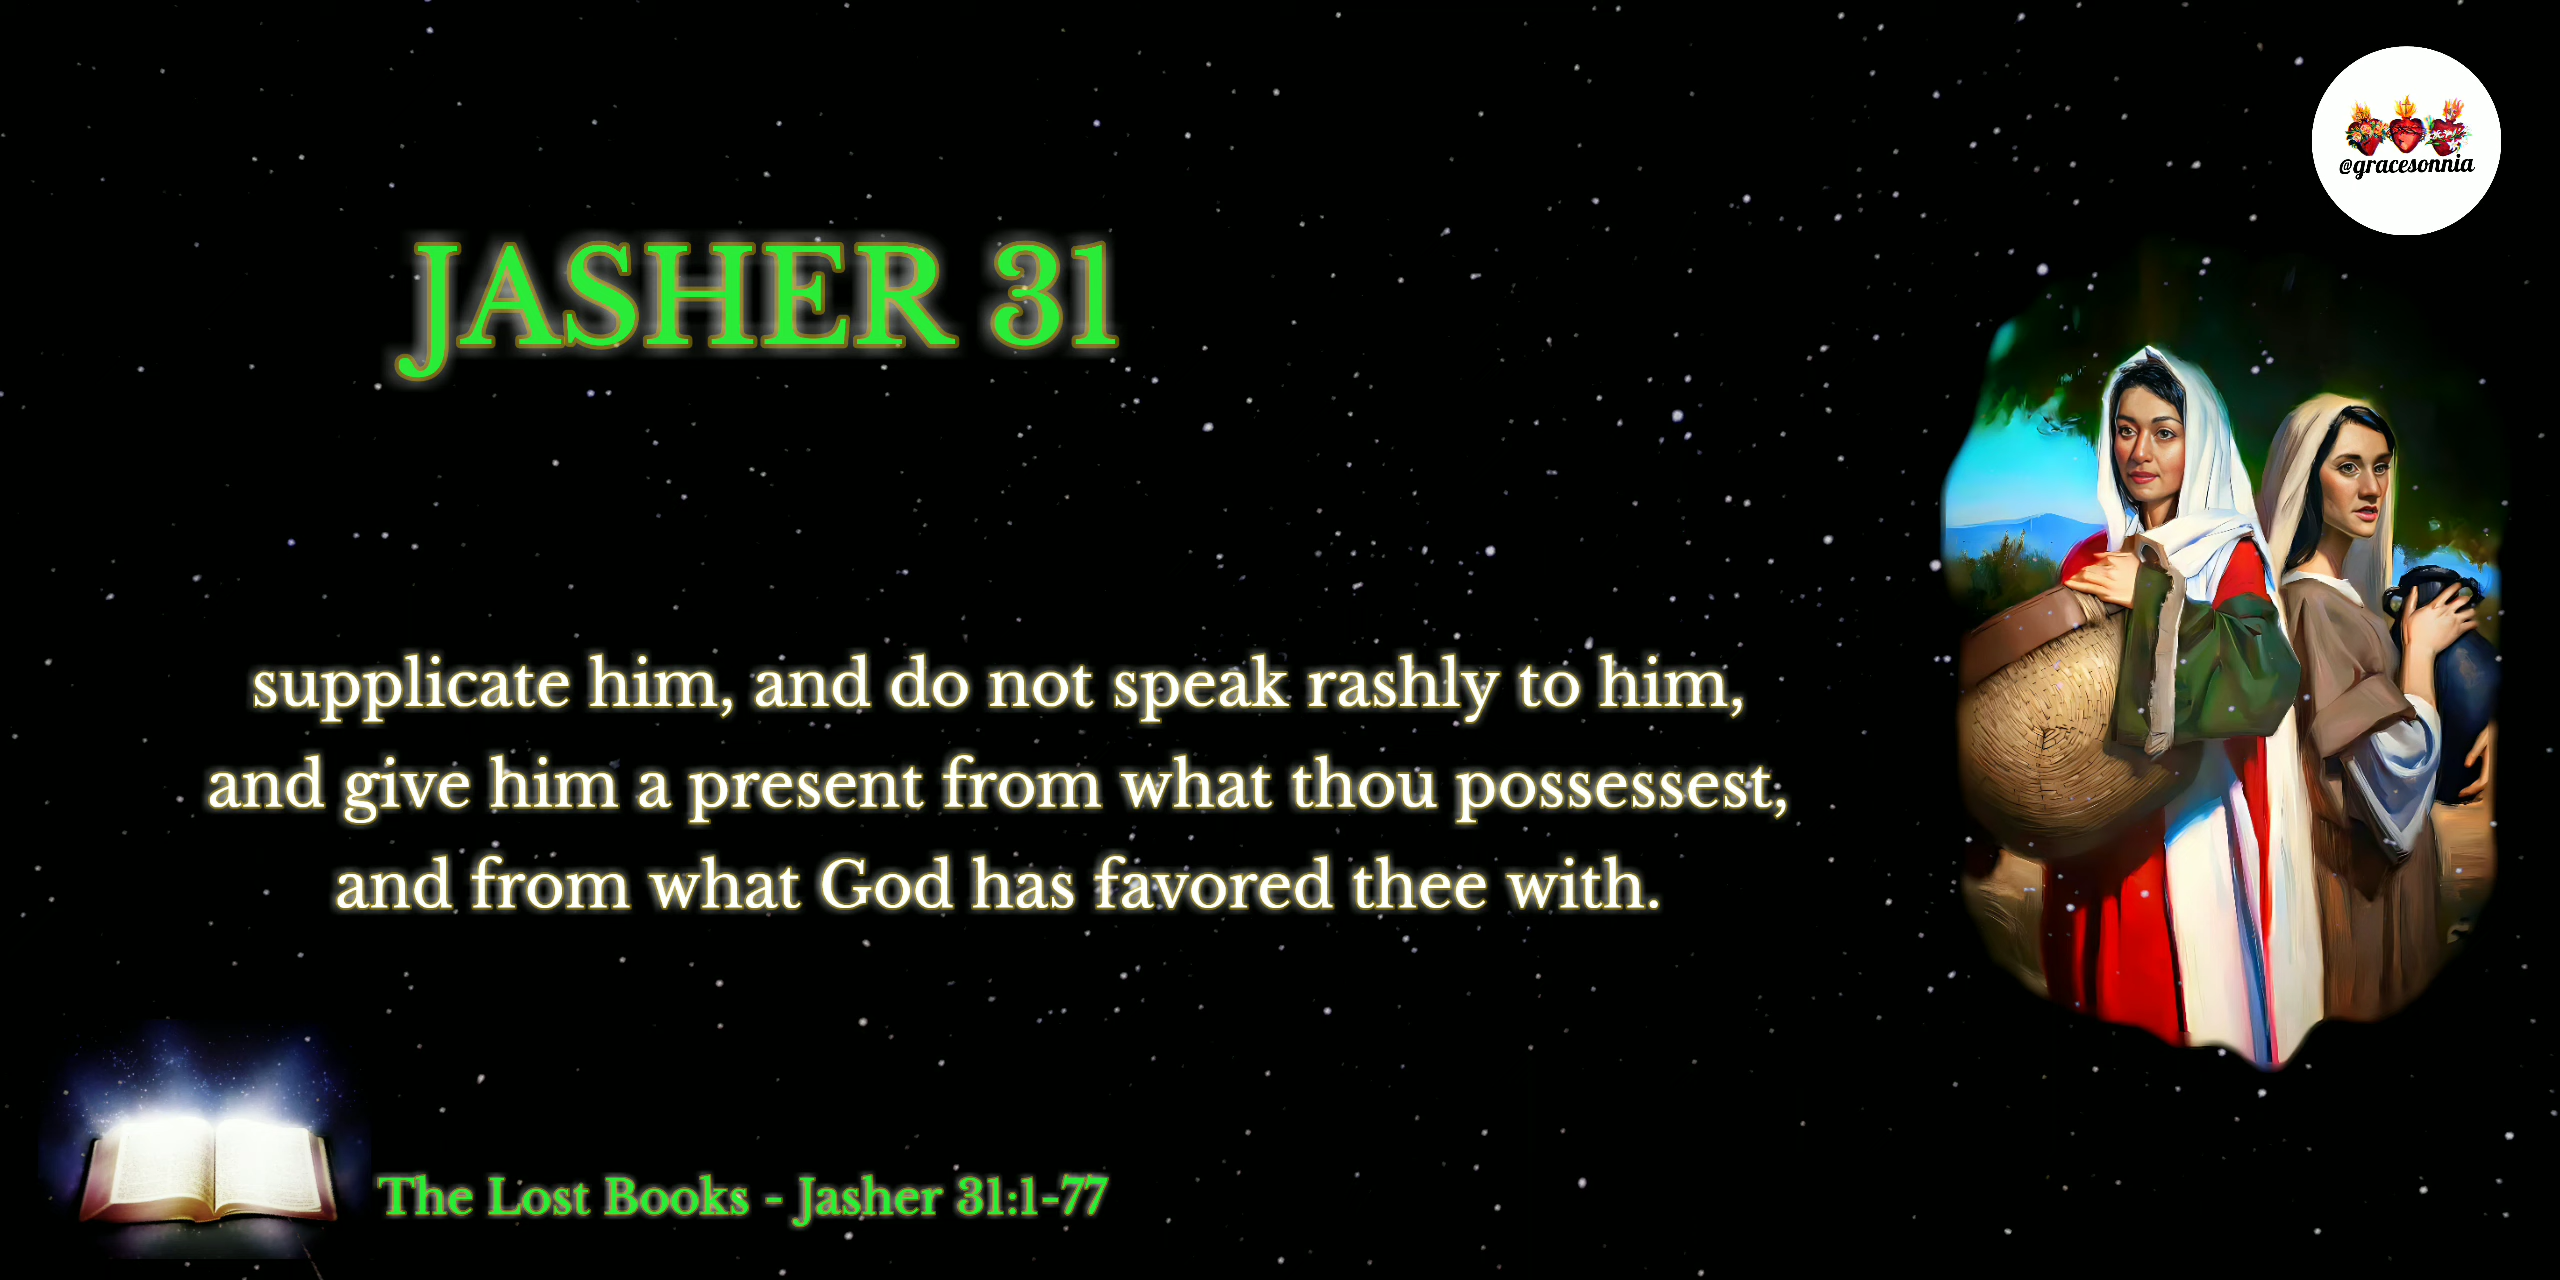 @gracesonnia
JASHER 31
supplicate him, and do not speak rashly to him,
and give him a present from what thou possessest,
and from what God has favored thee with.
The Lost Books - Jasher 31:1-77